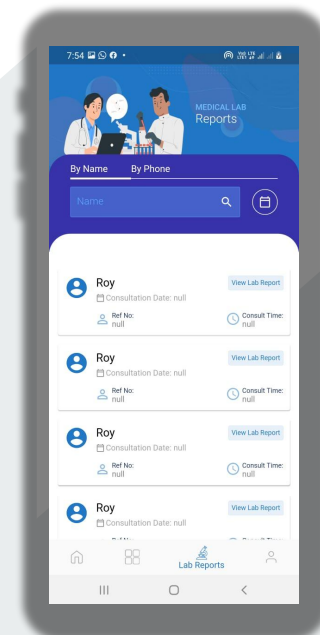 7:54
MEDICAL LAB
Reports
By Name By Phone
Name
Roy View Lab Report
Consultation Date: null
Ref No: Consult Time:
null null
Roy View Lab Report
Consultation Date: null
Ref No: Consult Time:
null null
Roy View Lab Report
Consultation Date: null
Ref No: Consult Time:
null null
Roy View Lab Report
Consultation Date: null
Lab Reports